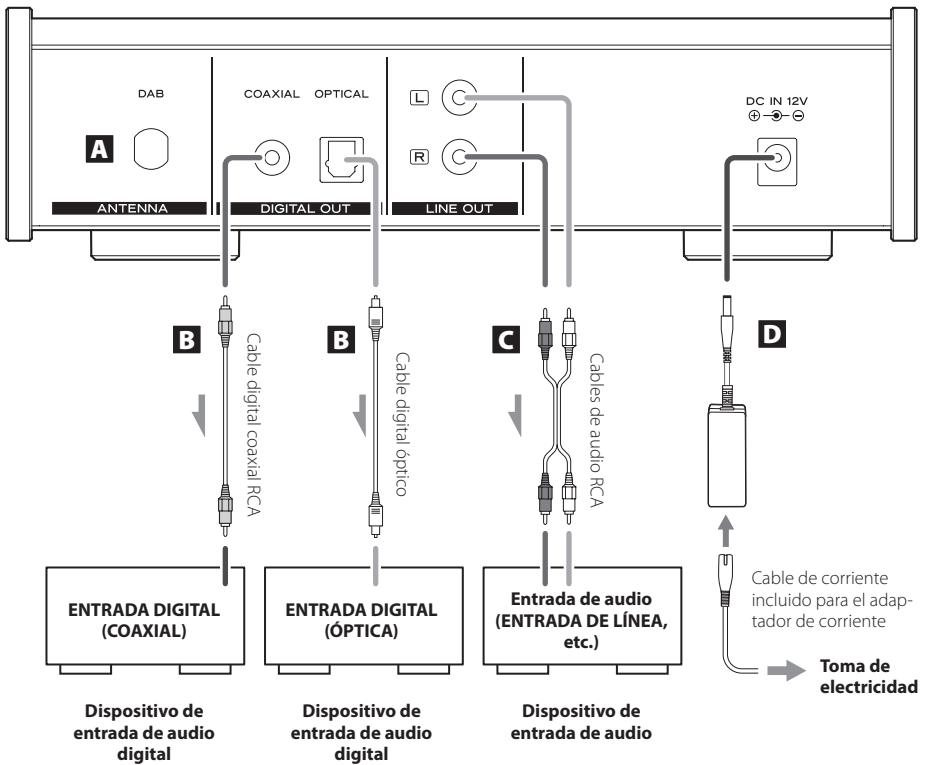 DAB
COAXIAL OPTICAL
L
R
DC IN 12V
A
ANTENNA
DIGITAL OUT
LINE OUT
B
Cable digital coaxial RCA
B
Cable digital óptico
C
Cables de audio RCA
D
ENTRADA DIGITAL
(COAXIAL)
ENTRADA DIGITAL
(ÓPTICA)
Entrada de audio
(ENTRADA DE LÍNEA,
etc.)
Cable de corriente
incluido para el adap-
tador de corriente
Toma de
electricidad
Dispositivo de
entrada de audio
digital
Dispositivo de
entrada de audio
digital
Dispositivo de
entrada de audio